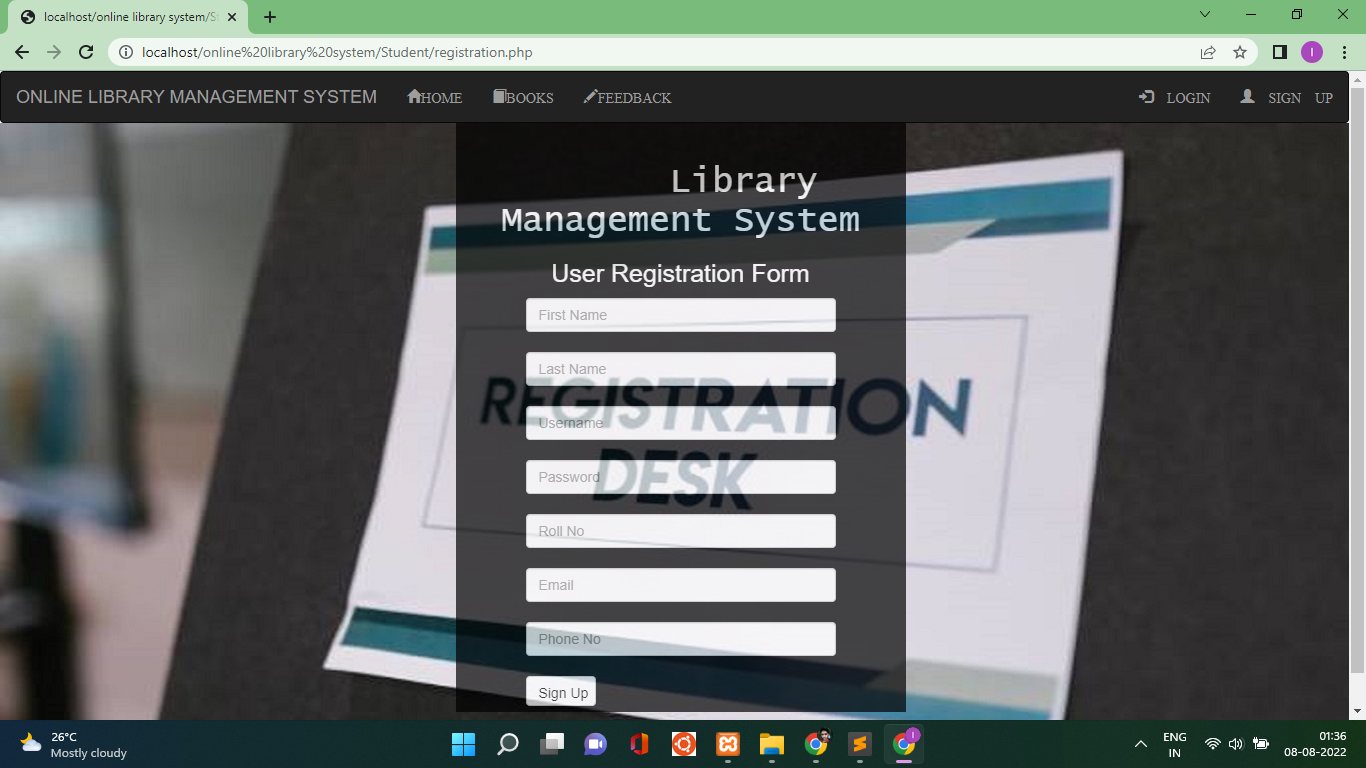 localhost/online library system/S
localhost/online%20library%20system/Student/registration.php
I
ONLINE LIBRARY MANAGEMENT SYSTEM HOME BOOKS FEEDBACK LOGIN SIGN UP
Library
Management System
User Registration Form
First Name
Last Name
REGISTRATION
Username
Password
DESK
Roll No
Email
Phone No
Sign Up
26°C
Mostly cloudy
I
ENG
IN
01:36
08-08-2022